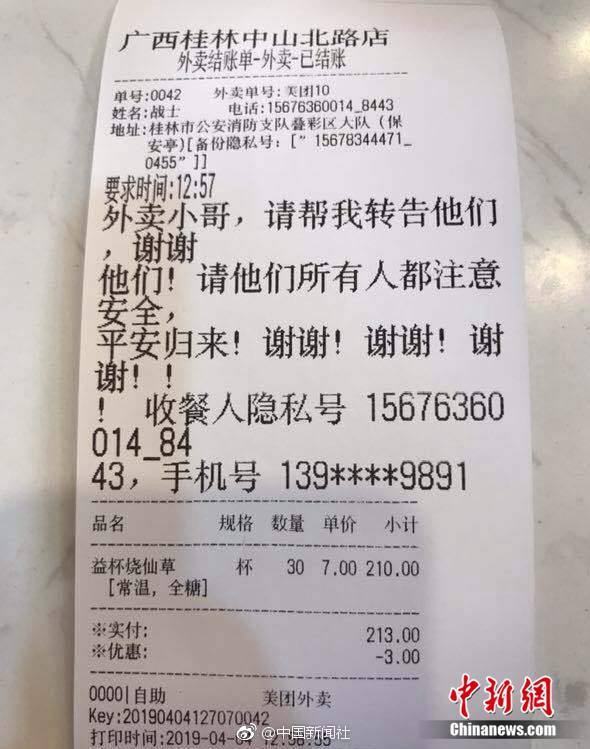 广西桂林中山北路店
外卖结账单-外卖-已结账
单号:0042 外卖单号:美团10
姓名:战士 电话:15676360014_8443
地址:桂林市公安消防支队叠彩区大队（保
安亭)[备份隐私号:["15678344471_
0455"]]
要求时间:12:57
外卖小哥，请帮我转告他们
，谢谢
他们！请他们所有人都注意
安全，
平安归来！谢谢！谢谢！谢
谢！！
！ 收餐人隐私号 15676360
014_84
43，手机号 139****9891
品名 规格 数量 单价 小计
益杯烧仙草 杯 30 7.00 210.00
[常温,全糖]
※实付: 213.00
※优惠: -3.00
0000|自助 美团外卖
Key:20190404127070042
打印时间:2019-04-04
@中国新闻社
中新网
Chinanews.com